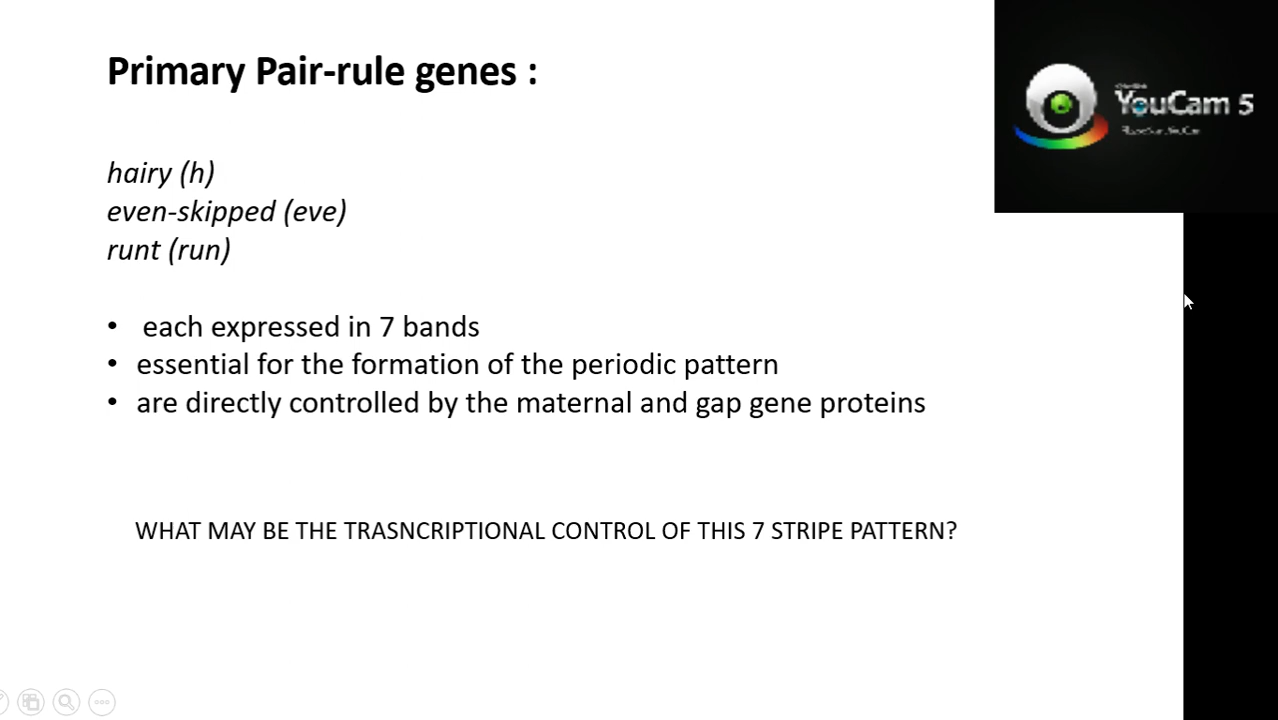 Primary Pair-rule genes :
YouCam 5
hairy (h)
even-skipped (eve)
runt (run)
• each expressed in 7 bands
• essential for the formation of the periodic pattern
• are directly controlled by the maternal and gap gene proteins
WHAT MAY BE THE TRASNCRIPTIONAL CONTROL OF THIS 7 STRIPE PATTERN?